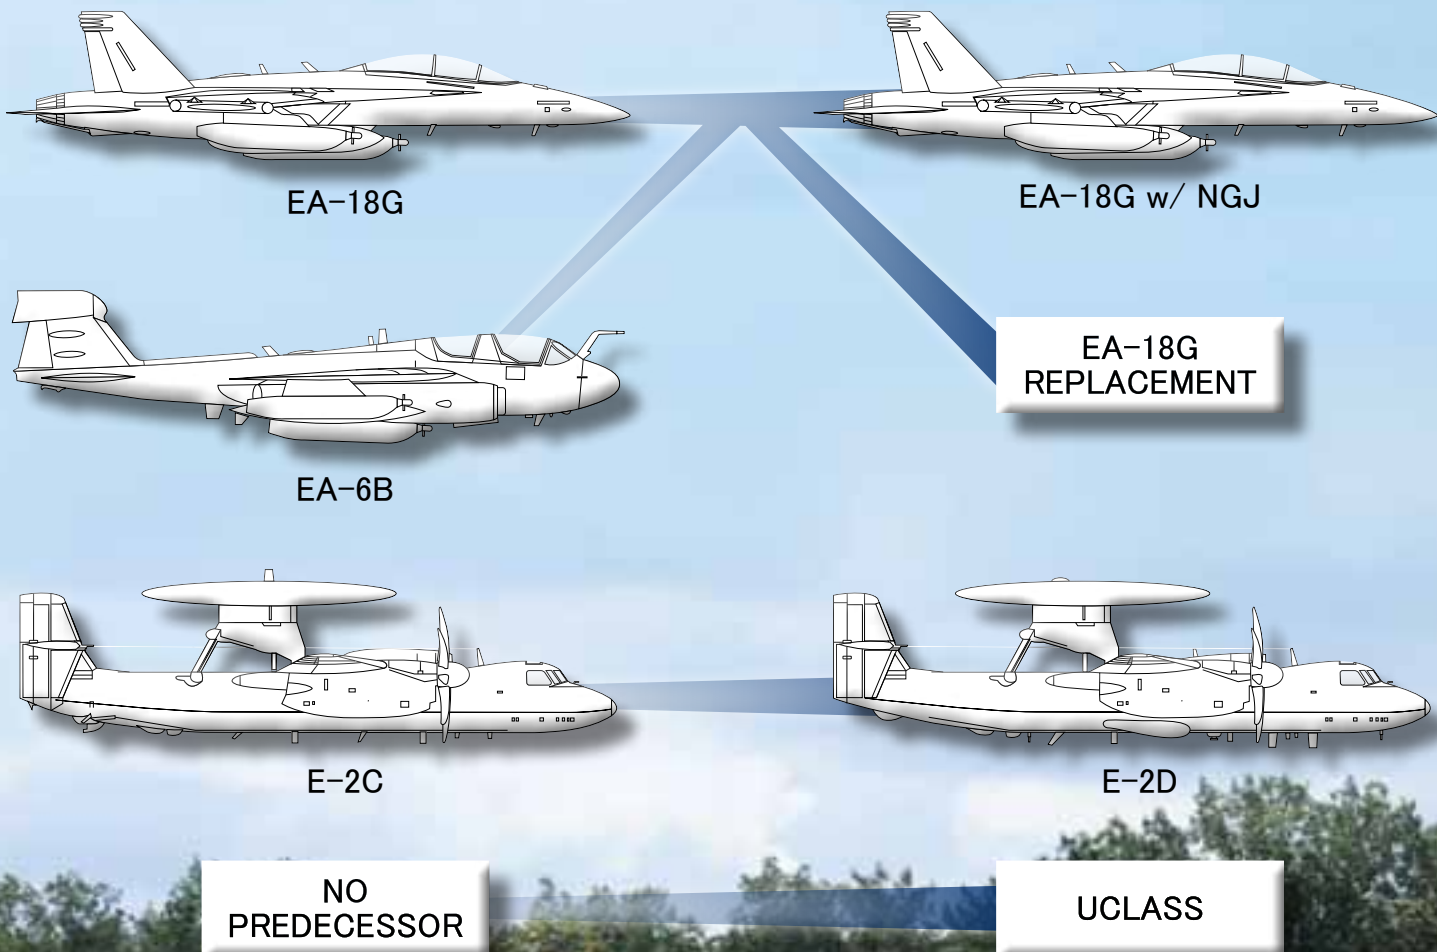 EA-18G
EA-18G w/ NGJ
EA-18G
REPLACEMENT
EA-6B
E-2C
E-2D
NO
PREDECESSOR
UCLASS